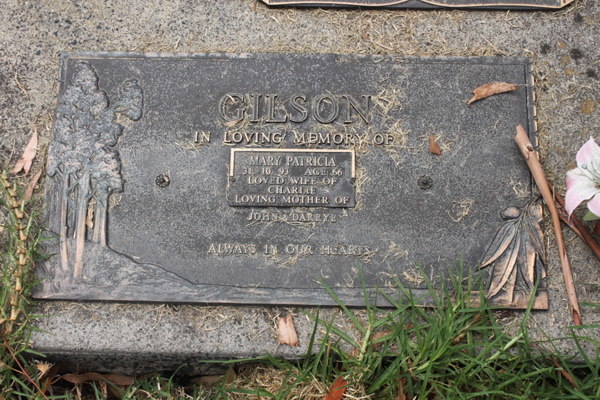 GILSON
IN LOVING MEMORY OF
MARY PATRICIA
31.10.93 AGE 66
LOVED WIFE OF
CHARLIE
LOVING MOTHER OF
JOHN & DARRYL
ALWAYS IN OUR HEARTS